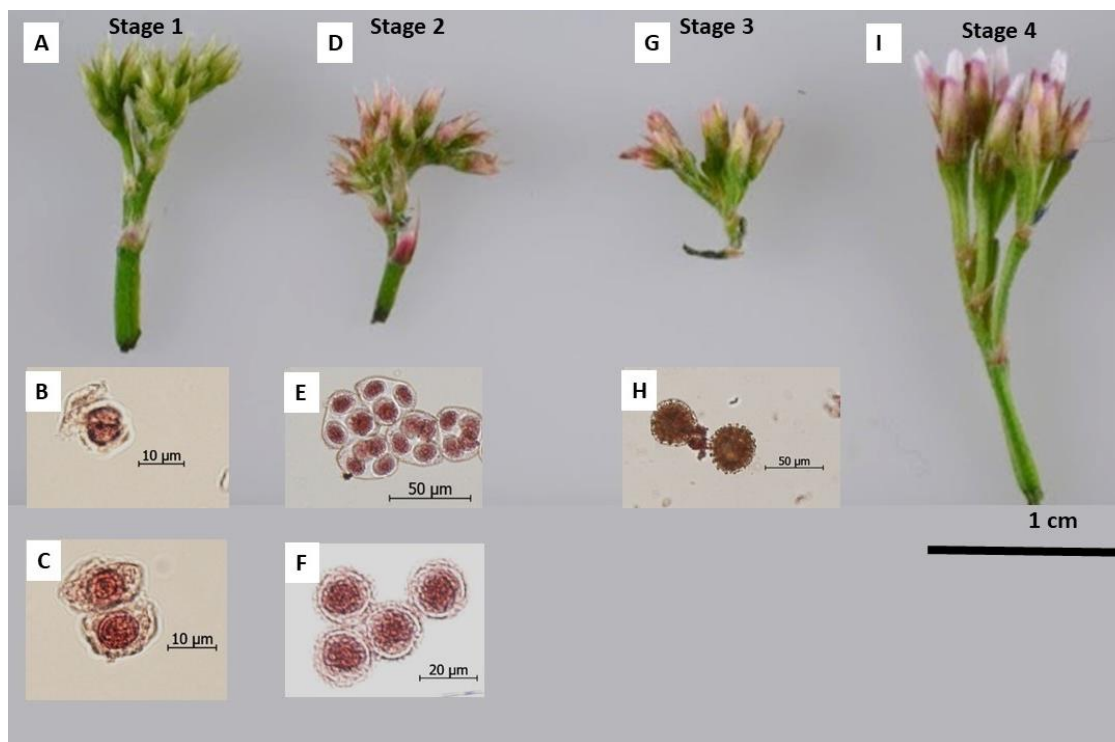 Stage 1
Stage 2
Stage 3
Stage 4
A
D
G
I
B
10 µm
E
50 µm
H
50 µm
1 cm
C
10 µm
F
20 µm